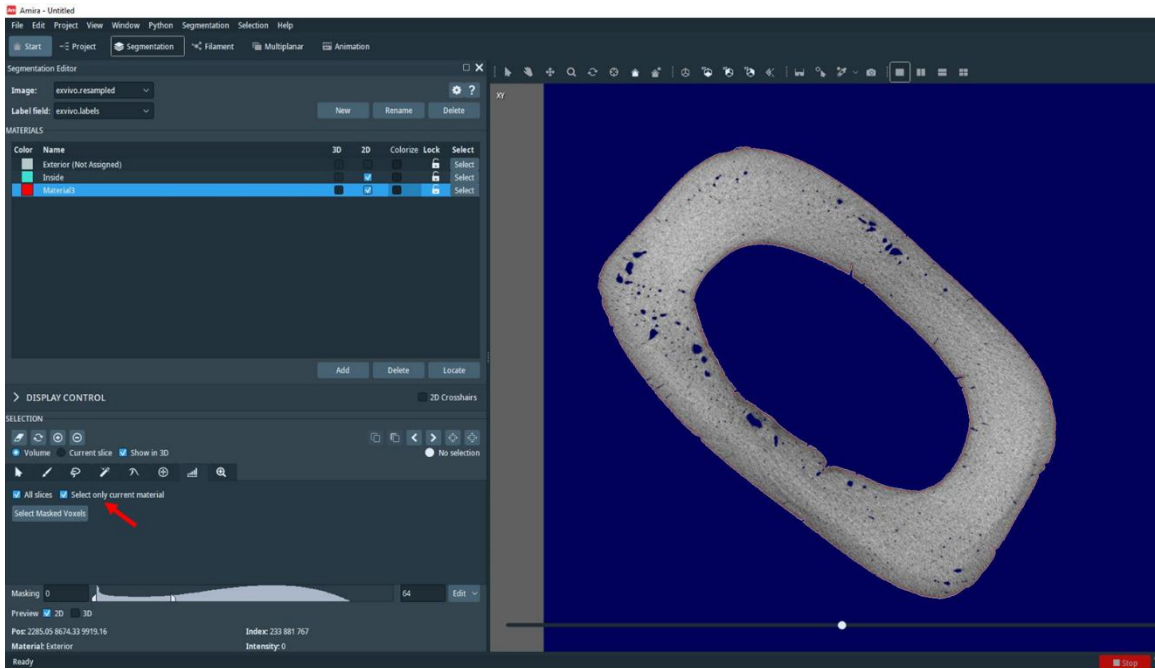 Amira - Untitled
File Edit Project View Window Python Segmentation Selection Help
Start Project Segmentation Filament Multiplanar Animation
Segmentation Editor
Image: exvivo.resampled
Label field: exvivo.labels New Rename Delete
MATERIALS
Color Name 3D 2D Colorize Lock Select
Exterior (Not Assigned) Select
Inside Select
Material3 Select
Add Delete Locate
DISPLAY CONTROL 2D Crosshairs
SELECTION
Volume Current slice Show in 3D No selection
All slices Select only current material
Select Masked Voxels
Masking 0 64 Edit
Preview 2D 3D
Pos: 2285.05 8674.33 9919.16 Index: 233 881 767
Material: Exterior Intensity: 0
Ready
XY
Stop